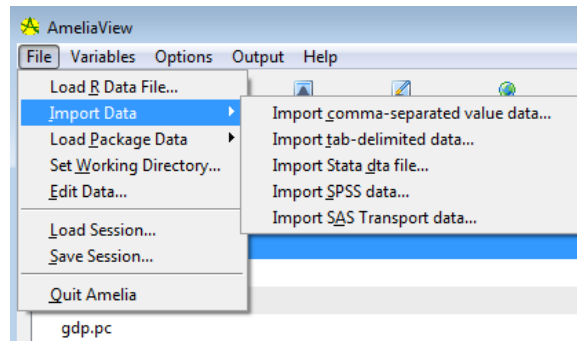 AmeliaView
File Variables Options Output Help
Load R Data File...
Import Data
Load Package Data
Set Working Directory...
Edit Data...
Load Session...
Save Session...
Quit Amelia
Import comma-separated value data...
Import tab-delimited data...
Import Stata dta file...
Import SPSS data...
Import SAS Transport data...
gdp.pc